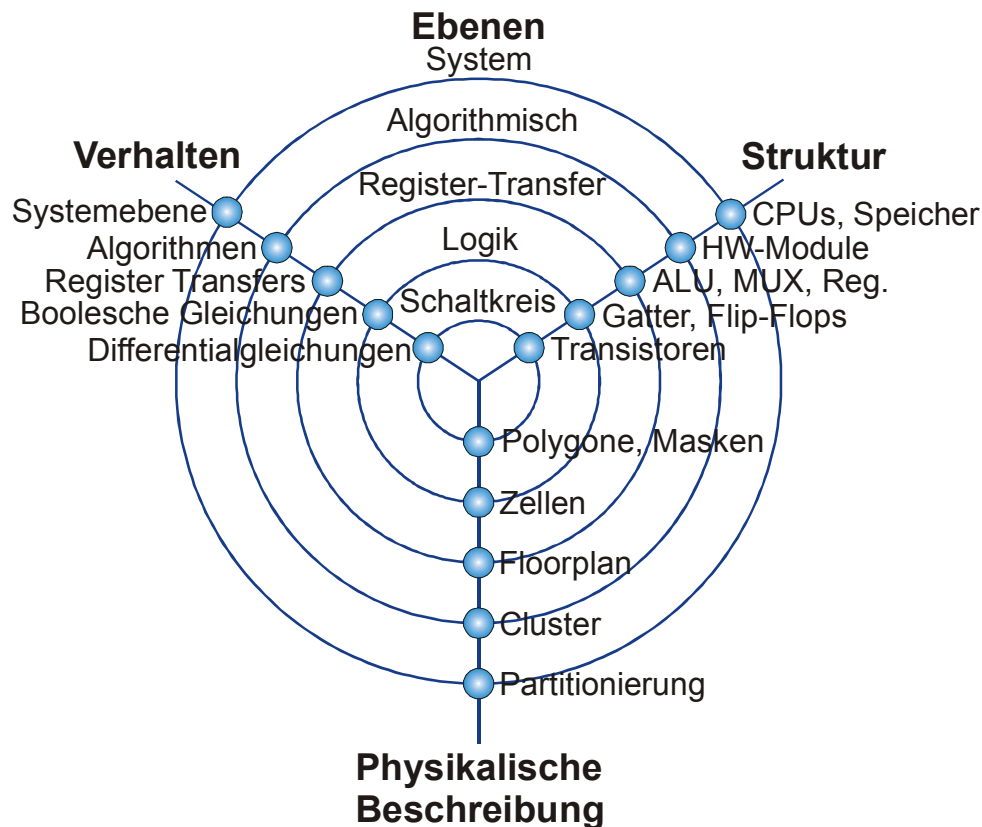 Ebenen
System
Algorithmisch
Verhalten
Struktur
Register-Transfer
Systemebene
CPUs, Speicher
Algorithmen
Logik
HW-Module
Register Transfers
ALU, MUX, Reg.
Schaltkreis
Boolesche Gleichungen
Gatter, Flip-Flops
Differentialgleichungen
Transistoren
Polygone, Masken
Zellen
Floorplan
Cluster
Partitionierung
Physikalische
Beschreibung